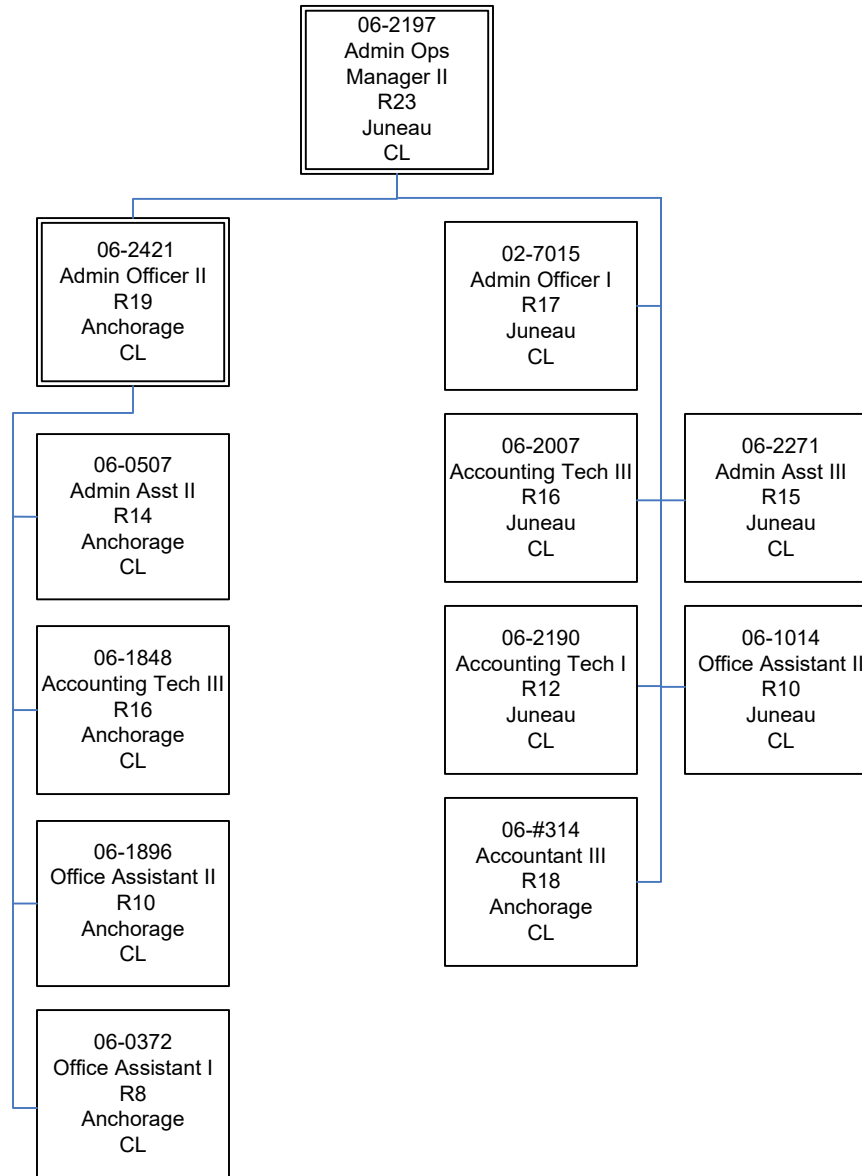 06-2197
Admin Ops
Manager II
R23
Juneau
CL
06-2421
Admin Officer II
R19
Anchorage
CL
02-7015
Admin Officer I
R17
Juneau
CL
06-0507
Admin Asst II
R14
Anchorage
CL
06-2007
Accounting Tech III
R16
Juneau
CL
06-2271
Admin Asst III
R15
Juneau
CL
06-1848
Accounting Tech III
R16
Anchorage
CL
06-2190
Accounting Tech I
R12
Juneau
CL
06-1014
Office Assistant II
R10
Juneau
CL
06-1896
Office Assistant II
R10
Anchorage
CL
06-#314
Accountant III
R18
Anchorage
CL
06-0372
Office Assistant I
R8
Anchorage
CL